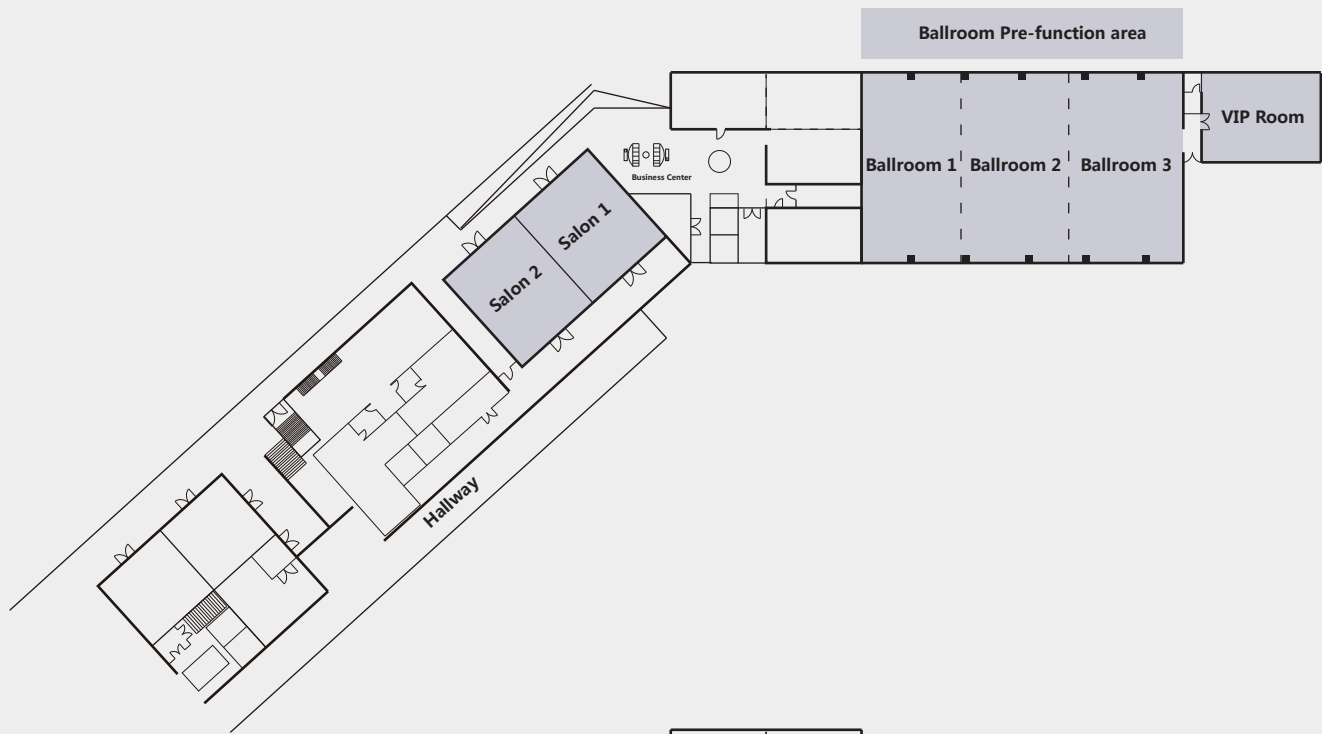 Ballroom Pre-function area
VIP Room
Ballroom 1
Ballroom 2
Ballroom 3
Business Center
Salon 1
Salon 2
Hallway